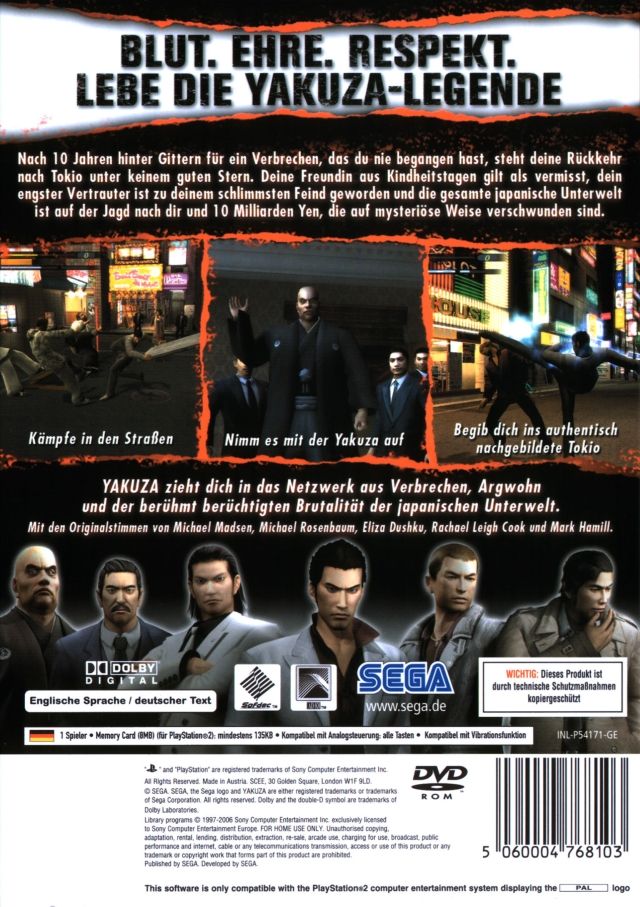 BLUT. EHRE. RESPEKT.
LEBE DIE YAKUZA-LEGENDE
Nach 10 Jahren hinter Gittern für ein Verbrechen, das du nie begangen hast, steht deine Rückkehr
nach Tokio unter keinem guten Stern. Deine Freundin aus Kindheitstagen gilt als vermisst, dein
engster Vertrauter ist zu deinem schlimmsten Feind geworden und die gesamte japanische Unterwelt
ist auf der Jagd nach dir und 10 Milliarden Yen, die auf mysteriöse Weise verschwunden sind.
Kämpfe in den Straßen
Nimm es mit der Yakuza auf
Begib dich ins authentisch
nachgebildete Tokio
YAKUZA zieht dich in das Netzwerk aus Verbrechen, Argwohn
und der berühmt berüchtigten Brutalität der japanischen Unterwelt.
Mit den Originalstimmen von Michael Madsen, Michael Rosenbaum, Eliza Dushku, Rachael Leigh Cook und Mark Hamill.
DOLBY
DIGITAL
Englische Sprache / deutscher Text
Sofdec
ADX
SEGA
www.sega.de
WICHTIG: Dieses Produkt ist
durch technische Schutzmaßnahmen
kopiergeschützt
1 Spieler • Memory Card (8MB) (für PlayStation®2): mindestens 135KB • Kompatibel mit Analogsteuerung: alle Tasten • Kompatibel mit Vibrationsfunktion
INL-P54171-GE
" " and "PlayStation" are registered trademarks of Sony Computer Entertainment Inc.
All Rights Reserved. Made in Austria. SCEE, 30 Golden Square, London W1F 9LD.
© SEGA. SEGA, the Sega logo and YAKUZA are either registered trademarks or trademarks
of Sega Corporation. All rights reserved. Dolby and the double-D symbol are trademarks of
Dolby Laboratories.
Library programs © 1997-2006 Sony Computer Entertainment Inc. exclusively licensed
to Sony Computer Entertainment Europe. FOR HOME USE ONLY. Unauthorised copying,
adaptation, rental, lending, distribution, extraction, re-sale, arcade use, charging for use, broadcast, public
performance and internet, cable or any telecommunications transmission, access or use of this product or any
trademark or copyright work that forms part of this product are prohibited.
Published by SEGA. Developed by SEGA.
DVD
ROM
5 060004 768103
This software is only compatible with the PlayStation®2 computer entertainment system displaying the PAL logo